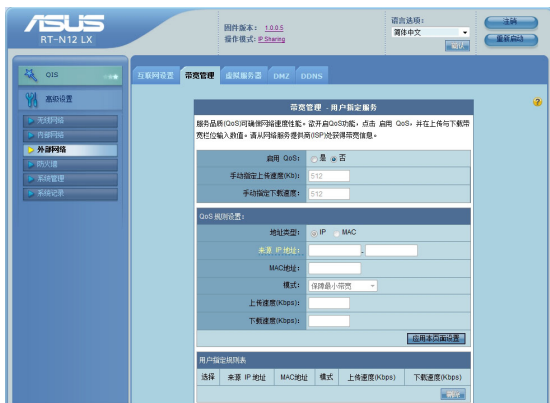 ASUS
RT-N12 LX
固件版本: 1.0.0.5
操作模式: IP Sharing
语言选项:
简体中文
确认
注销
重新启动
QIS
高级设置
无线网络
内部网络
外部网络
防火墙
系统管理
系统记录
互联网设置 带宽管理 虚拟服务器 DMZ DDNS
带宽管理 - 用户指定服务
服务品质(QoS)可确保网络速度性能。欲开启QoS功能，点击 启用 QoS，并在上传与下载带
宽栏位输入数值。请从网络服务提供商(ISP)处获得带宽信息。
启用 QoS: 是 否
手动指定上传速度(Kb): 512
手动指定下载速度: 512
QoS 规则设置:
地址类型: IP MAC
来源 IP 地址: -
MAC地址:
模式: 保障最小带宽
上传速度(Kbps):
下载速度(Kbps):
应用本页面设置
用户指定规则表
选择 来源 IP 地址 MAC地址 模式 上传速度(Kbps) 下载速度(Kbps)
?